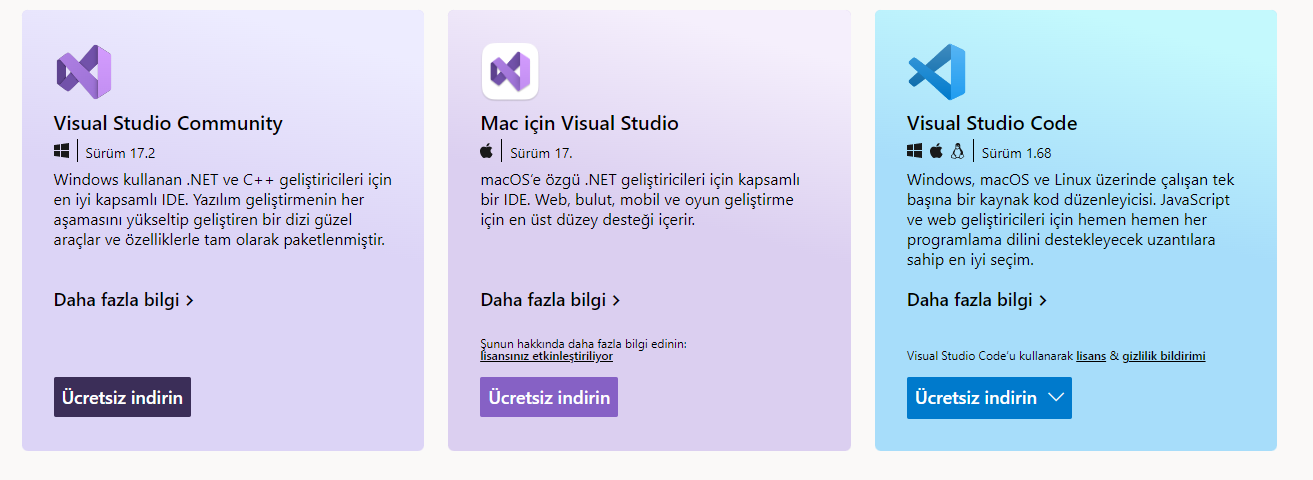 Visual Studio Community
Sürüm 17.2
Windows kullanan .NET ve C++ geliştiricileri için
en iyi kapsamlı IDE. Yazılım geliştirmenin her
aşamasını yükseltip geliştiren bir dizi güzel
araçlar ve özelliklerle tam olarak paketlenmiştir.
Daha fazla bilgi
Ücretsiz indirin
Mac için Visual Studio
Sürüm 17.
macOS’e özgü .NET geliştiricileri için kapsamlı
bir IDE. Web, bulut, mobil ve oyun geliştirme
için en üst düzey desteği içerir.
Daha fazla bilgi
Şunun hakkında daha fazla bilgi edinin:
lisansınız etkinleştiriliyor
Ücretsiz indirin
Visual Studio Code
Sürüm 1.68
Windows, macOS ve Linux üzerinde çalışan tek
başına bir kaynak kod düzenleyicisi. JavaScript
ve web geliştiricileri için hemen hemen her
programlama dilini destekleyecek uzantılara
sahip en iyi seçim.
Daha fazla bilgi
Visual Studio Code’u kullanarak lisans & gizlilik bildirimi
Ücretsiz indirin